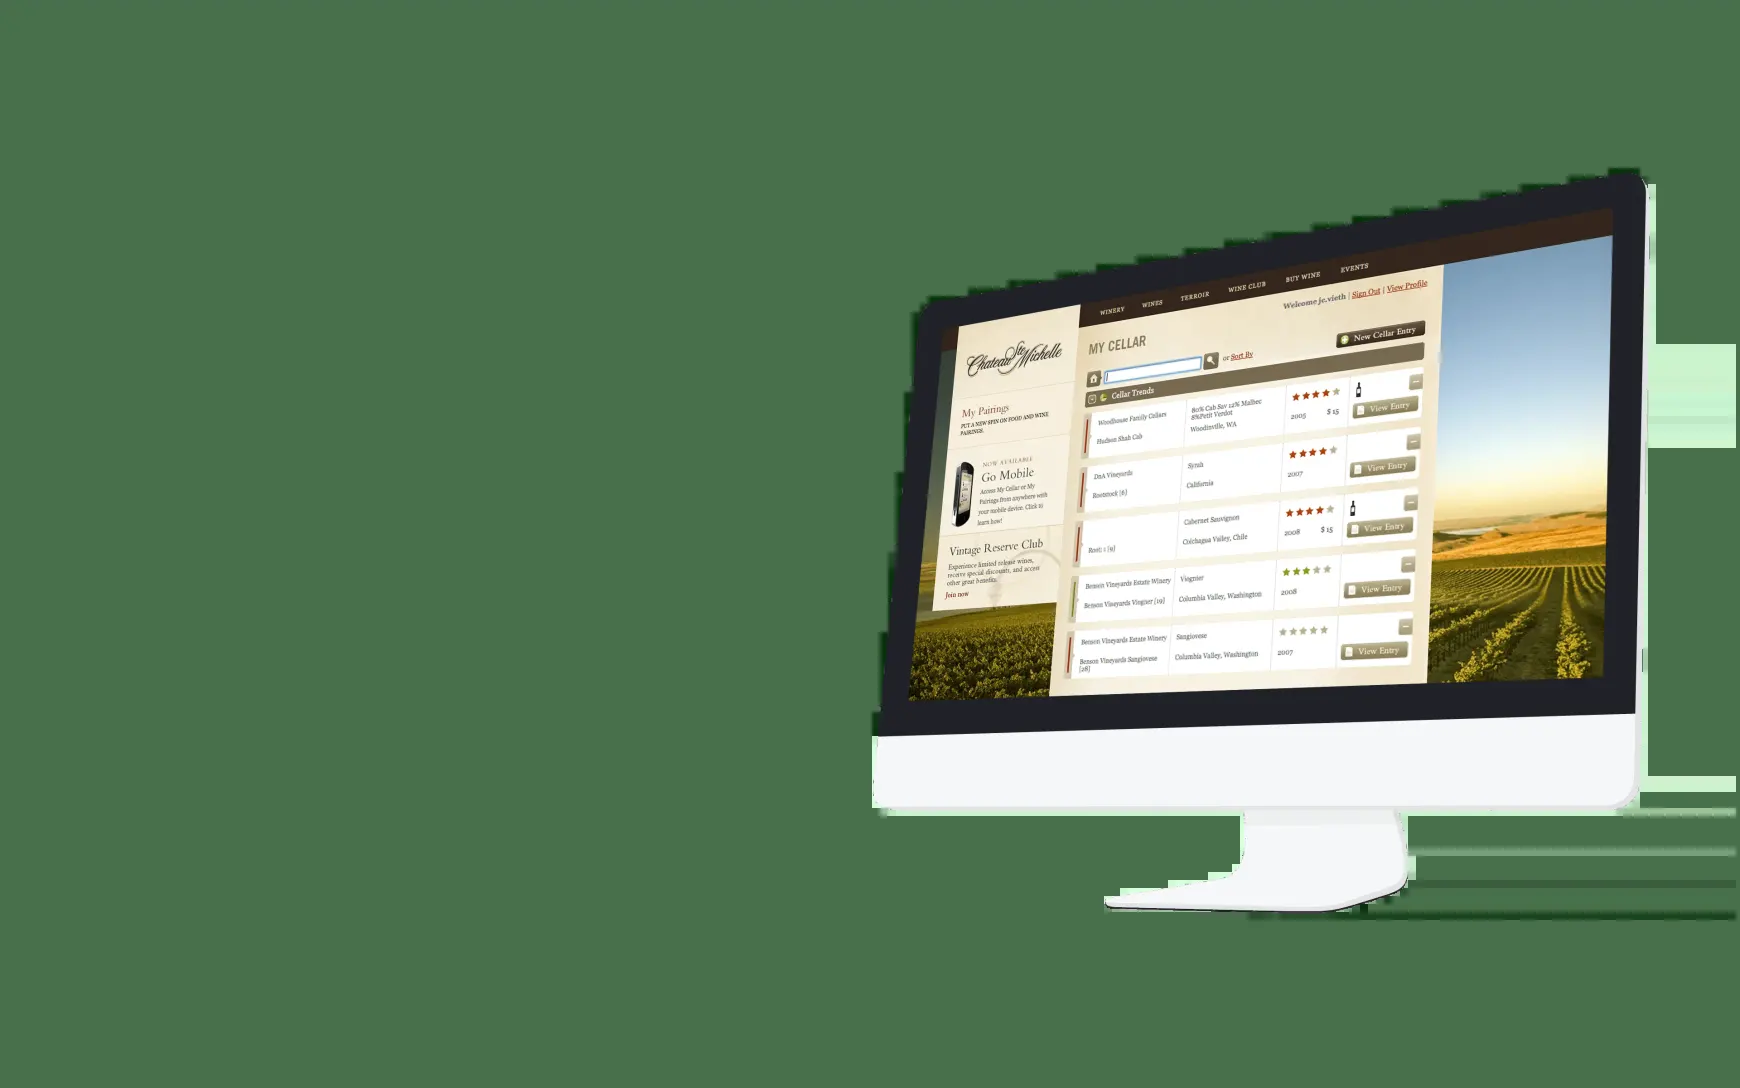 WINERY WINES TERROIR WINE CLUB BUY WINE EVENTS
Welcome jc.vieth | Sign Out | View Profile
Chateau Ste Michelle
My Pairings
PUT A NEW SPIN ON FOOD AND WINE
PAIRINGS.
NOW AVAILABLE
Go Mobile
Access My Cellar or My
Pairings from anywhere with
your mobile device. Click to
learn how!
Vintage Reserve Club
Experience limited release wines,
receive special discounts, and access
other great benefits.
Join now
MY CELLAR
New Cellar Entry
or Sort By
Cellar Trends
Woodhouse Family Cellars
Hudson Shah Cab
80% Cab Sav 12% Malbec
8%Petit Verdot
Woodinville, WA
2005 $ 15
View Entry
DnA Vineyards
Rootstock [6]
Syrah
California
2007
View Entry
Root: 1 [9]
Cabernet Sauvignon
Colchagua Valley, Chile
2008 $ 15
View Entry
Benson Vineyards Estate Winery
Benson Vineyards Viogner [19]
Viognier
Columbia Valley, Washington
2008
View Entry
Benson Vineyards Estate Winery
Benson Vineyards Sangiovese
[28]
Sangiovese
Columbia Valley, Washington
2007
View Entry